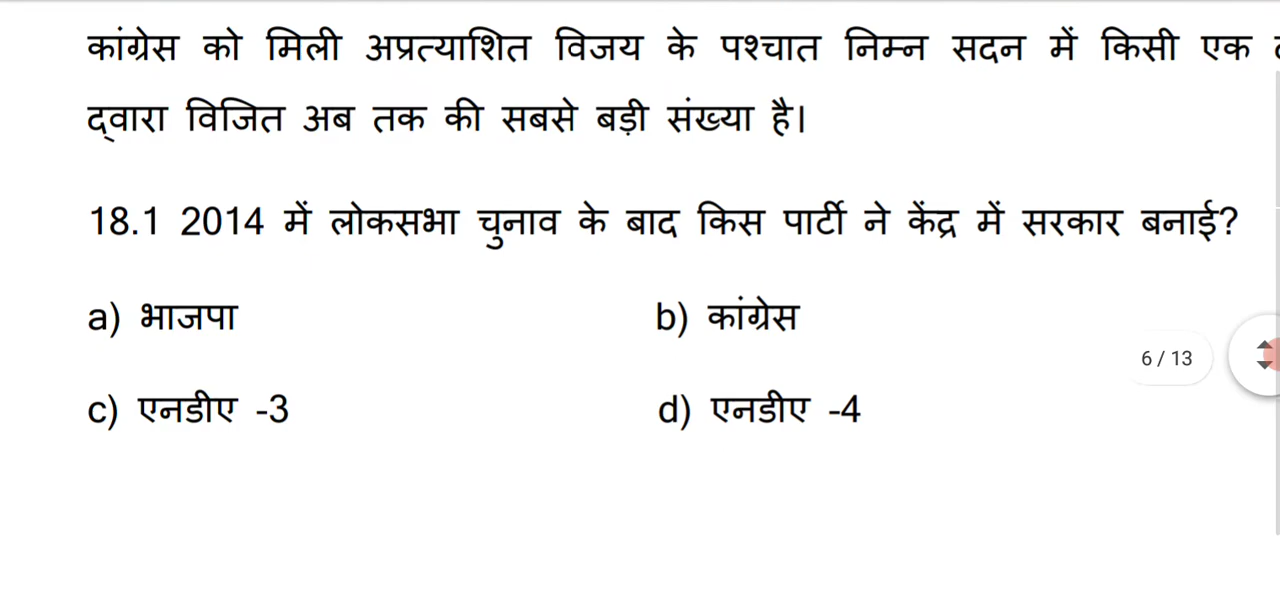 कांग्रेस को मिली अप्रत्याशित विजय के पश्चात निम्न सदन में किसी एक
द्वारा विजित अब तक की सबसे बड़ी संख्या है।
18.1 2014 में लोकसभा चुनाव के बाद किस पार्टी ने केंद्र में सरकार बनाई?
a) भाजपा b) कांग्रेस
6 / 13
c) एनडीए -3 d) एनडीए -4